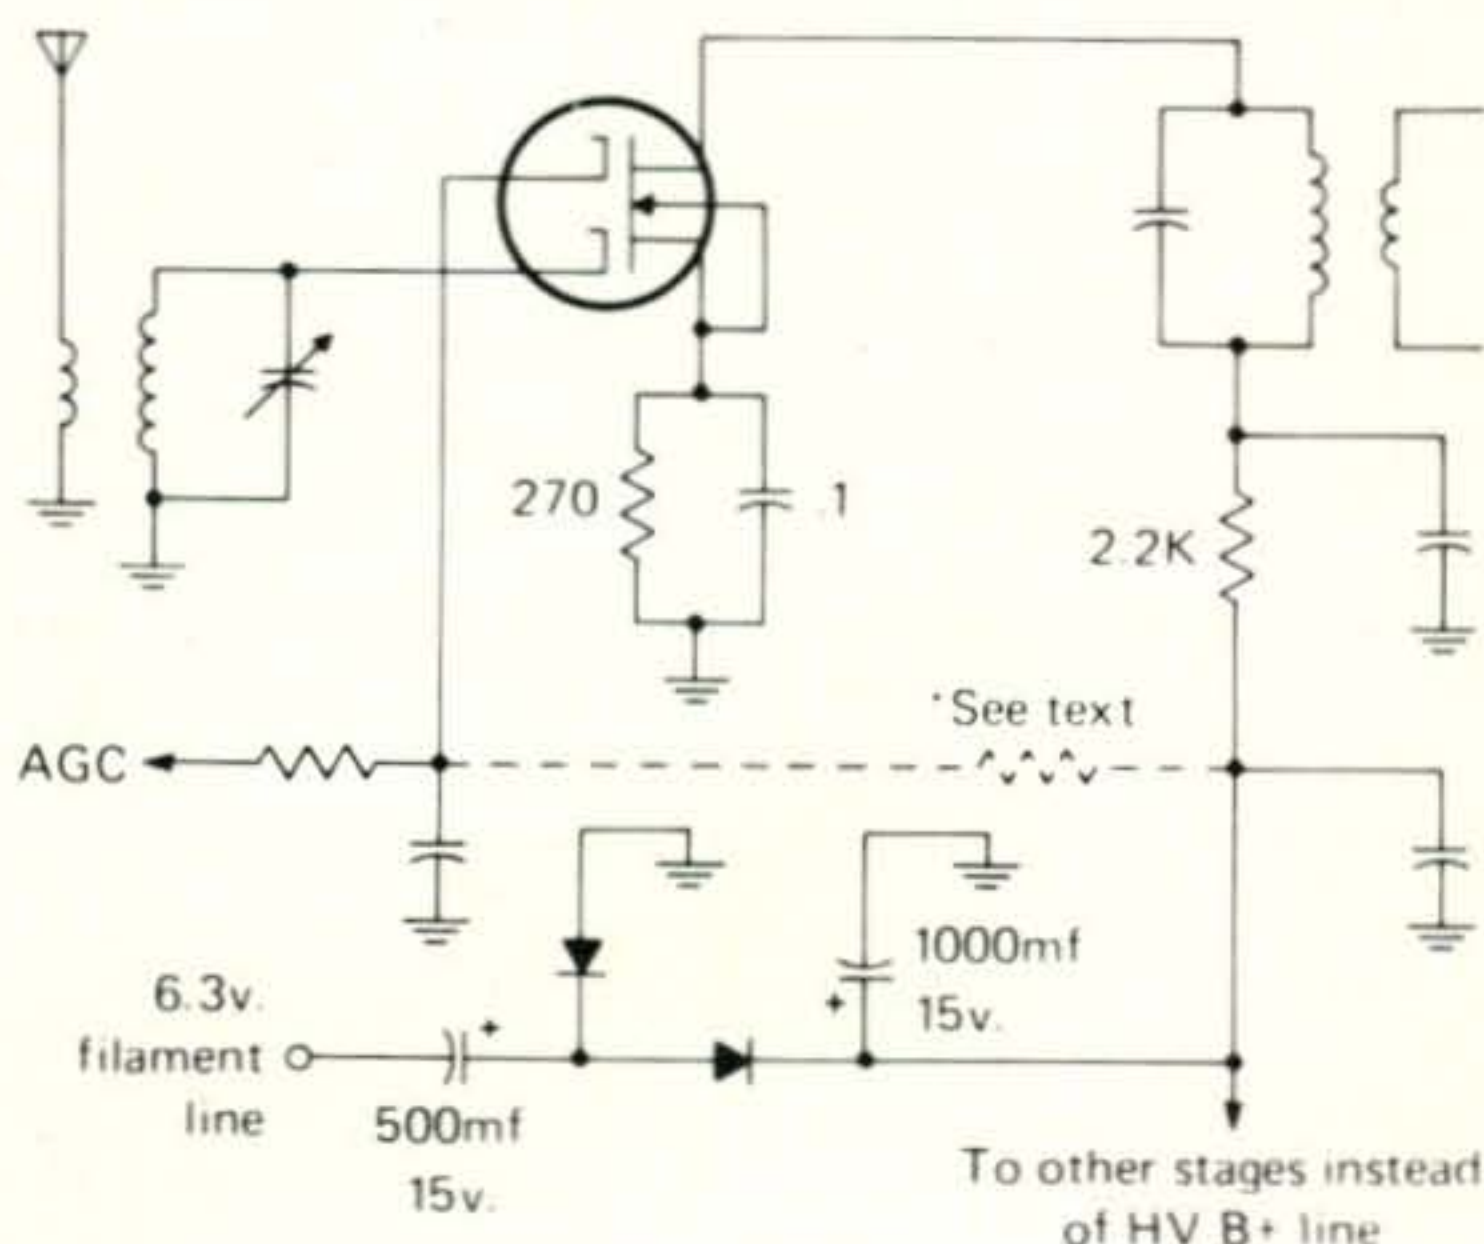 270
.1
2.2K
*See text
AGC
1000mf
15v.
6.3v.
filament
line
+
+
500mf
15v.
To other stages instead
of HV B+ line